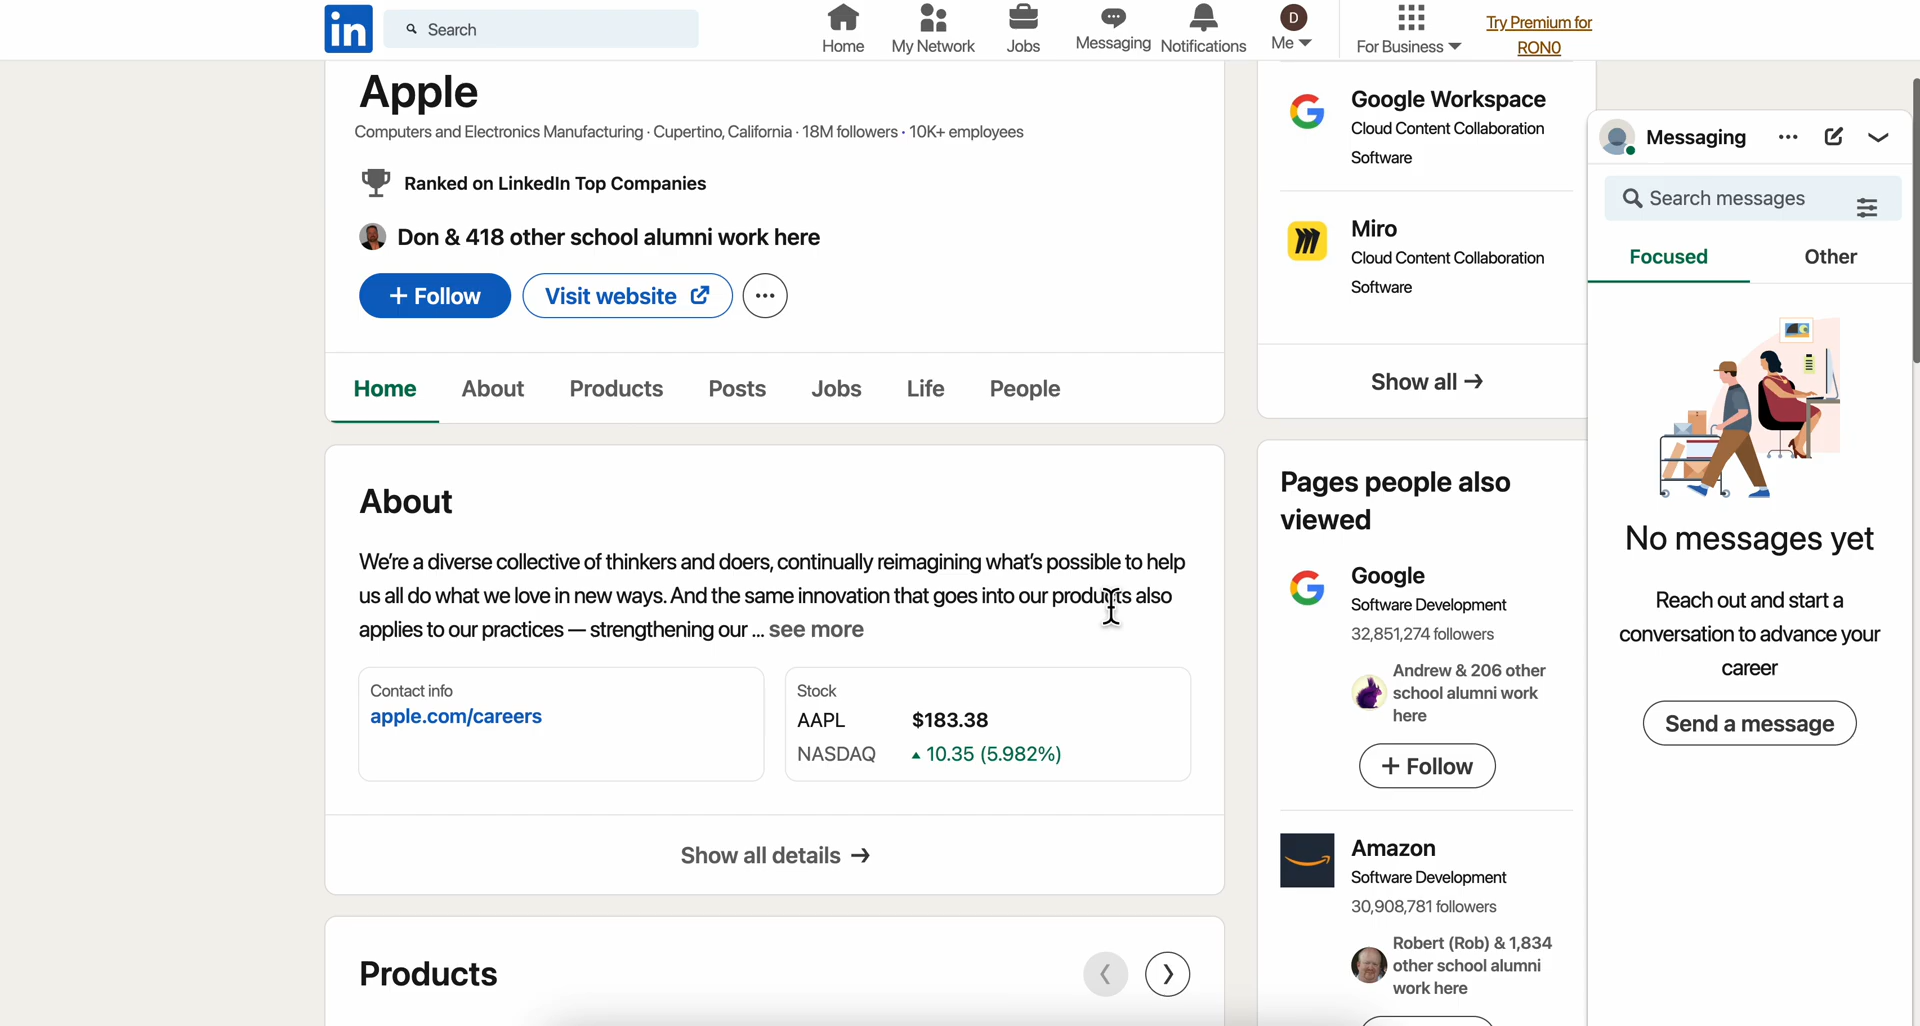 in
Search
Home
My Network
Jobs
Messaging
Notifications
D
Me
For Business
Try Premium for
RON0
Apple
Computers and Electronics Manufacturing · Cupertino, California · 18M followers · 10K+ employees
Ranked on LinkedIn Top Companies
Don & 418 other school alumni work here
+ Follow
Visit website
Home
About
Products
Posts
Jobs
Life
People
About
We're a diverse collective of thinkers and doers, continually reimagining what's possible to help
us all do what we love in new ways. And the same innovation that goes into our products also
applies to our practices — strengthening our ... see more
Contact info
apple.com/careers
Stock
AAPL $183.38
NASDAQ ▲ 10.35 (5.982%)
Show all details →
Products
Google Workspace
Cloud Content Collaboration
Software
Miro
Cloud Content Collaboration
Software
Show all →
Pages people also
viewed
Google
Software Development
32,851,274 followers
Andrew & 206 other
school alumni work
here
+ Follow
Amazon
Software Development
30,908,781 followers
Robert (Rob) & 1,834
other school alumni
work here
Messaging
Search messages
Focused
Other
No messages yet
Reach out and start a
conversation to advance your
career
Send a message